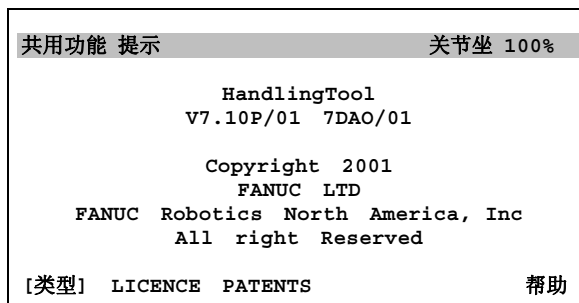 共用功能 提示 关节坐 100%
HandlingTool
V7.10P/01 7DAO/01
Copyright 2001
FANUC LTD
FANUC Robotics North America, Inc
All right Reserved
[类型] LICENCE PATENTS 帮助